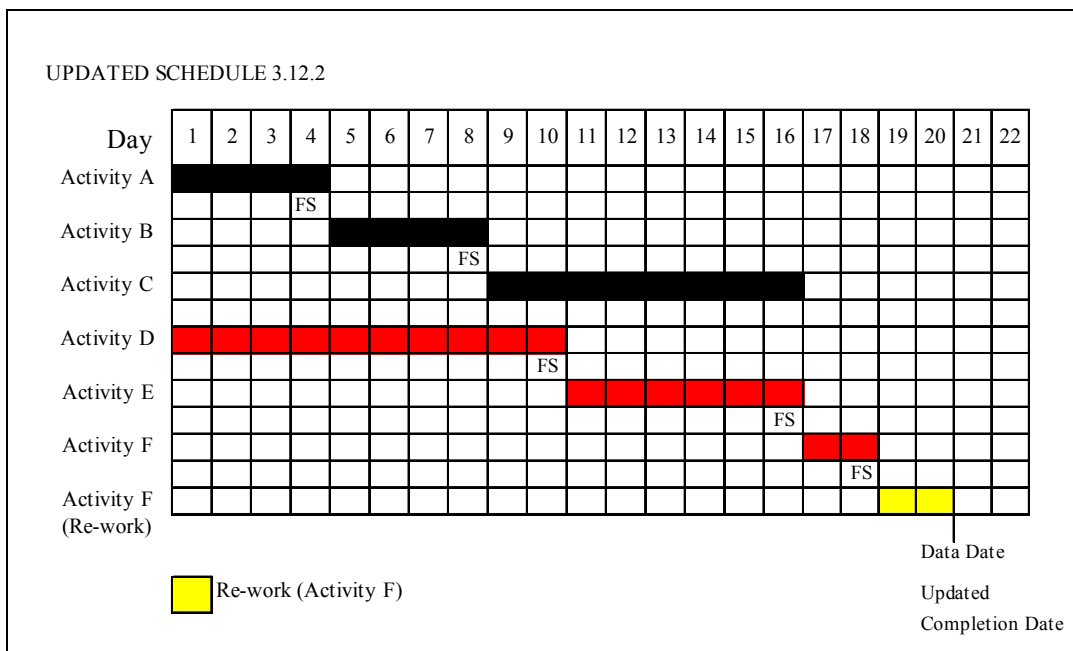 UPDATED SCHEDULE 3.12.2
Day 1 2 3 4 5 6 7 8 9 10 11 12 13 14 15 16 17 18 19 20 21 22
Activity A
FS
Activity B
FS
Activity C
Activity D
FS
Activity E
FS
Activity F
FS
Activity F
(Re-work)
Data Date
Re-work (Activity F)
Updated
Completion Date